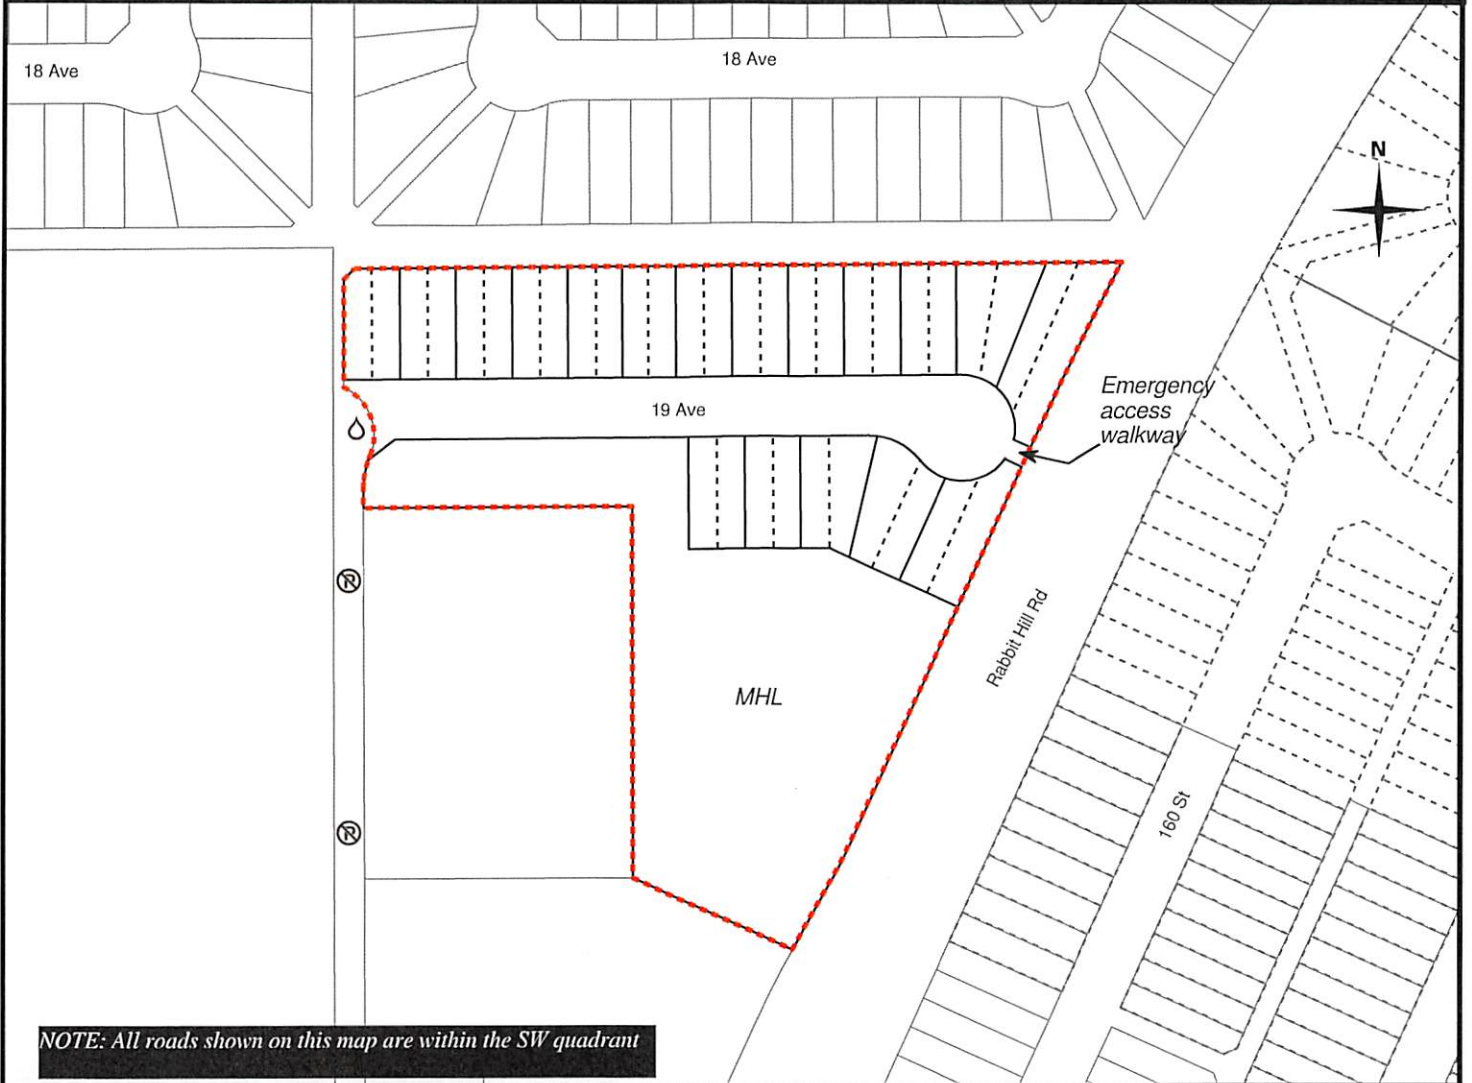 18 Ave
18 Ave
N
Emergency
access
walkway
19 Ave
Rabbit Hill Rd
MHL
160 St
NOTE: All roads shown on this map are within the SW quadrant